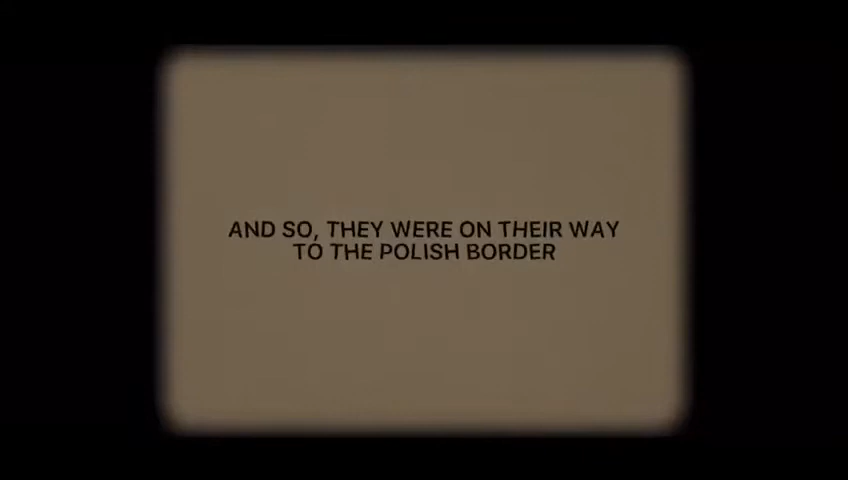 AND SO, THEY WERE ON THEIR WAY
TO THE POLISH BORDER